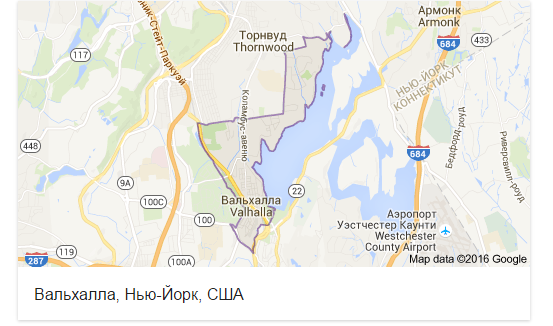 Армонк
Armonk
Торнвуд
Thornwood
684
433
117
НЬЮ-ЙОРК
КОННЕКТИКУТ
Стейт-Паркуэй
Коламбус-авеню
448
684
Бедфорд-роуд
Риверсвилл-роуд
9A
22
100C
Вальхалла
Valhalla
100
Аэропорт
Уэстчестер Каунти
Westchester
County Airport
119
287
100A
Map data ©2016 Google
Вальхалла, Нью-Йорк, США